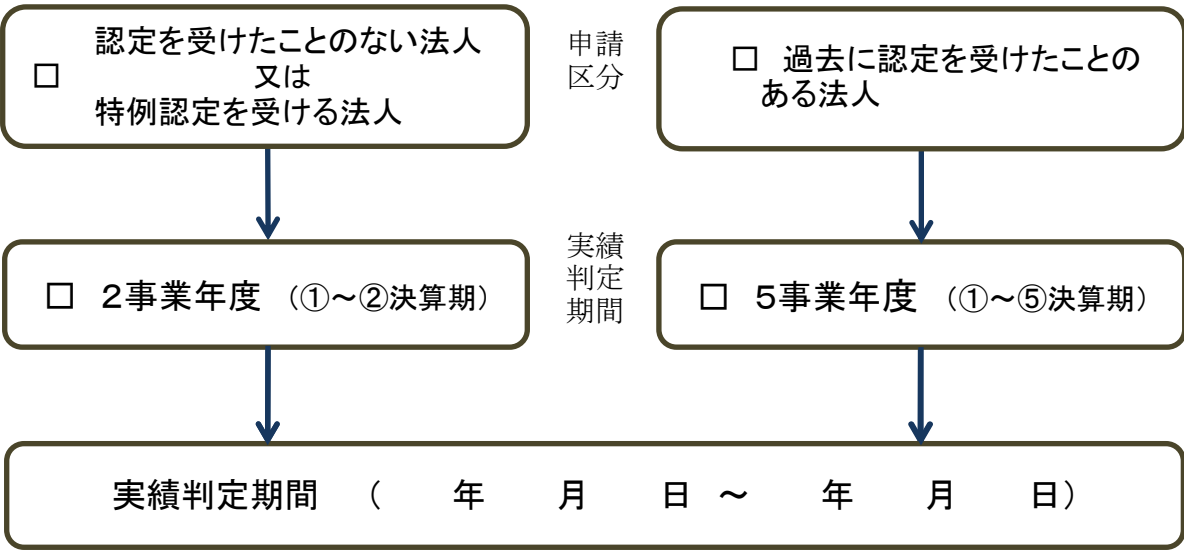 認定を受けたことのない法人
□ 又は
特例認定を受ける法人
申請
区分
□ 過去に認定を受けたことの
ある法人
□ 2事業年度 (①～②決算期)
実績
判定
期間
□ 5事業年度 (①～⑤決算期)
実績判定期間 ( 年 月 日 ～ 年 月 日)